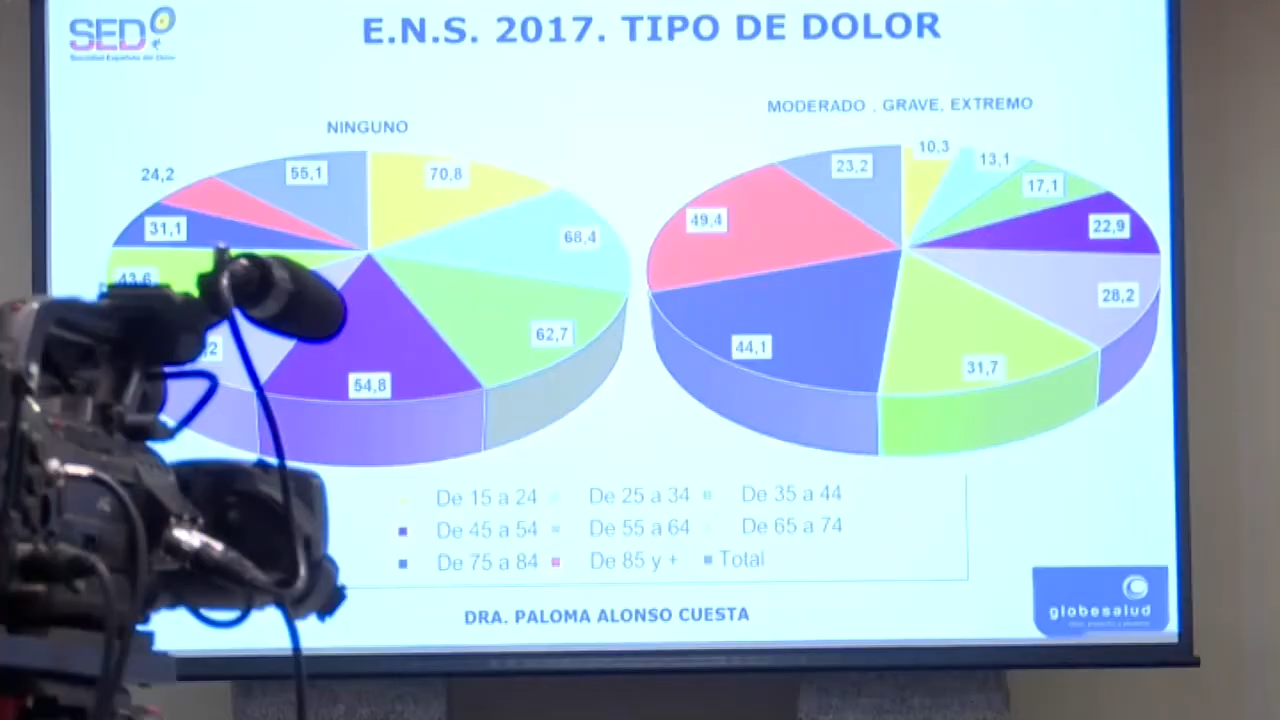 SED
Sociedad Española del Dolor
E.N.S. 2017. TIPO DE DOLOR
NINGUNO
70,8
68,4
62,7
54,8
43,6
31,1
24,2
55,1
MODERADO . GRAVE, EXTREMO
10,3
13,1
17,1
22,9
28,2
31,7
44,1
49,4
23,2
De 15 a 24
De 25 a 34
De 35 a 44
De 45 a 54
De 55 a 64
De 65 a 74
De 75 a 84
De 85 y +
Total
DRA. PALOMA ALONSO CUESTA
globesalud